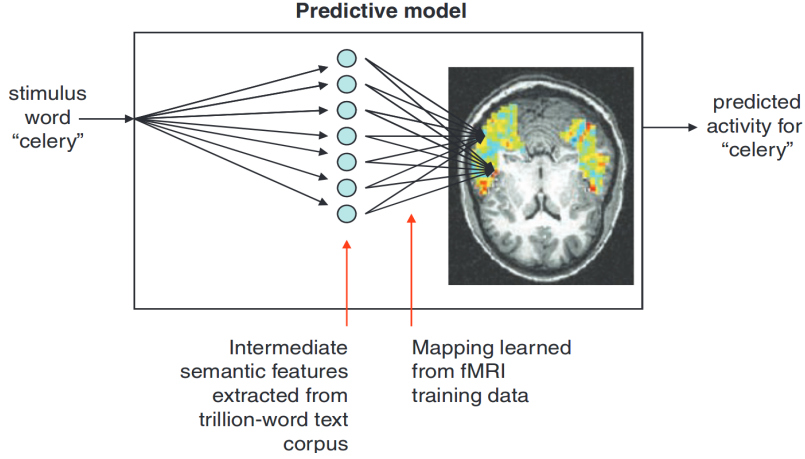 Predictive model
stimulus
word
“celery”
predicted
activity for
“celery”
Intermediate
semantic features
extracted from
trillion-word text
corpus
Mapping learned
from fMRI
training data